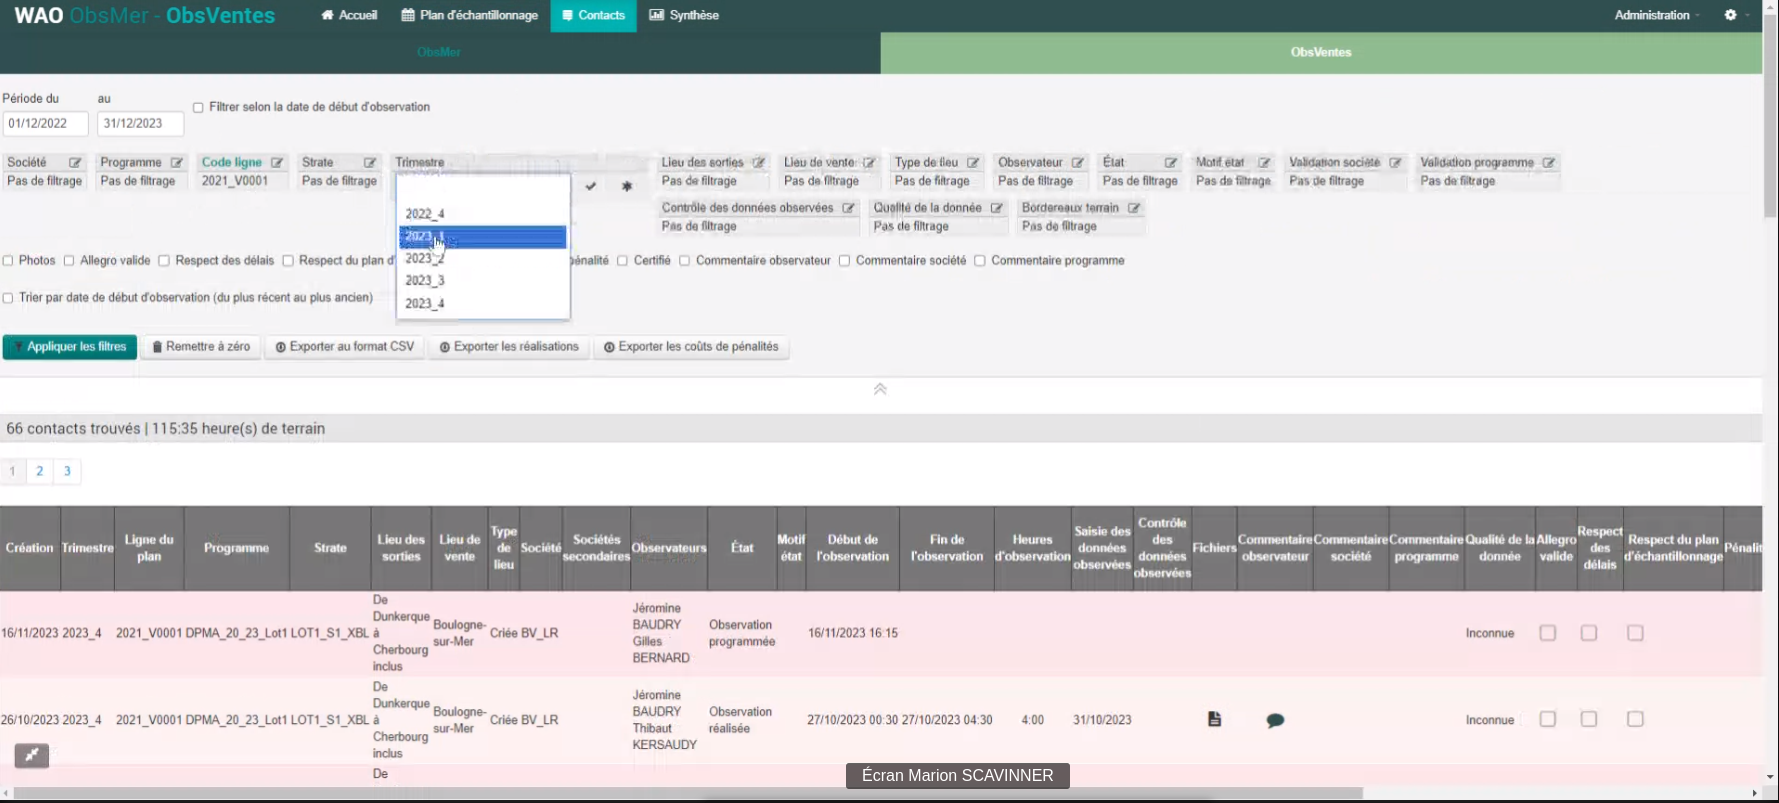 WAO ObsMer - ObsVentes
Accueil
Plan d'échantillonnage
Contacts
Synthèse
Administration
ObsMer
ObsVentes
Période du
au
Filtrer selon la date de début d'observation
01/12/2022
31/12/2023
Société
Programme
Code ligne
Strate
Trimestre
Lieu des sorties
Lieu de vente
Type de lieu
Observateur
État
Motif état
Validation société
Validation programme
Pas de filtrage
Pas de filtrage
2021_V0001
Pas de filtrage
Pas de filtrage
Pas de filtrage
Pas de filtrage
Pas de filtrage
Pas de filtrage
Pas de filtrage
Pas de filtrage
Pas de filtrage
2022_4
2023_1
2023_2
2023_3
2023_4
Contrôle des données observées
Qualité de la donnée
Bordereaux terrain
Pas de filtrage
Pas de filtrage
Pas de filtrage
Photos
Allegro valide
Respect des délais
Respect du plan d'
énalité
Certifié
Commentaire observateur
Commentaire société
Commentaire programme
Trier par date de début d'observation (du plus récent au plus ancien)
Appliquer les filtres
Remettre à zéro
Exporter au format CSV
Exporter les réalisations
Exporter les coûts de pénalités
66 contacts trouvés | 115:35 heure(s) de terrain
1 2 3
Création
Trimestre
Ligne du plan
Programme
Strate
Lieu des sorties
Lieu de vente
Type de lieu
Société
Sociétés secondaires
Observateurs
État
Motif état
Début de l'observation
Fin de l'observation
Heures d'observation
Saisie des données observées
Contrôle des données observées
Fichiers
Commentaire observateur
Commentaire société
Commentaire programme
Qualité de la donnée
Allegro valide
Respect des délais
Respect du plan d'échantillonnage
Pénalit
16/11/2023
2023_4
2021_V0001
DPMA_20_23_Lot1
LOT1_S1_XBL
De Dunkerque à Cherbourg inclus
Boulogne-sur-Mer
Criée
BV_LR
Jéromine BAUDRY
Gilles BERNARD
Observation programmée
16/11/2023 16:15
Inconnue
26/10/2023
2023_4
2021_V0001
DPMA_20_23_Lot1
LOT1_S1_XBL
De Dunkerque à Cherbourg inclus
Boulogne-sur-Mer
Criée
BV_LR
Jéromine BAUDRY
Thibaut KERSAUDY
Observation réalisée
27/10/2023 00:30
27/10/2023 04:30
4:00
31/10/2023
Inconnue
De
Écran Marion SCAVINNER